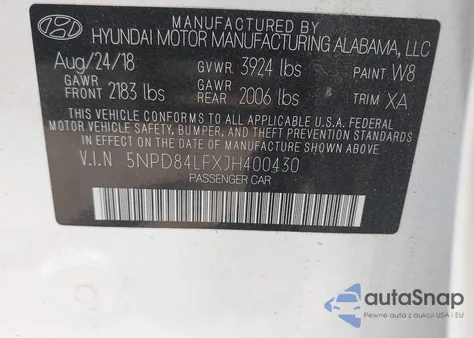 MANUFACTURED BY
HYUNDAI MOTOR MANUFACTURING ALABAMA, LLC
Aug/24/18 GVWR 3924 lbs PAINT W8
GAWR FRONT 2183 lbs GAWR REAR 2006 lbs TRIM XA
THIS VEHICLE CONFORMS TO ALL APPLICABLE U.S.A. FEDERAL
MOTOR VEHICLE SAFETY, BUMPER, AND THEFT PREVENTION STANDARDS
IN EFFECT ON THE DATE OF MANUFACTURE SHOWN ABOVE.
V.I.N 5NPD84LFXJH400430
PASSENGER CAR
autoSnap
Pewne auta z aukcji USA i EU